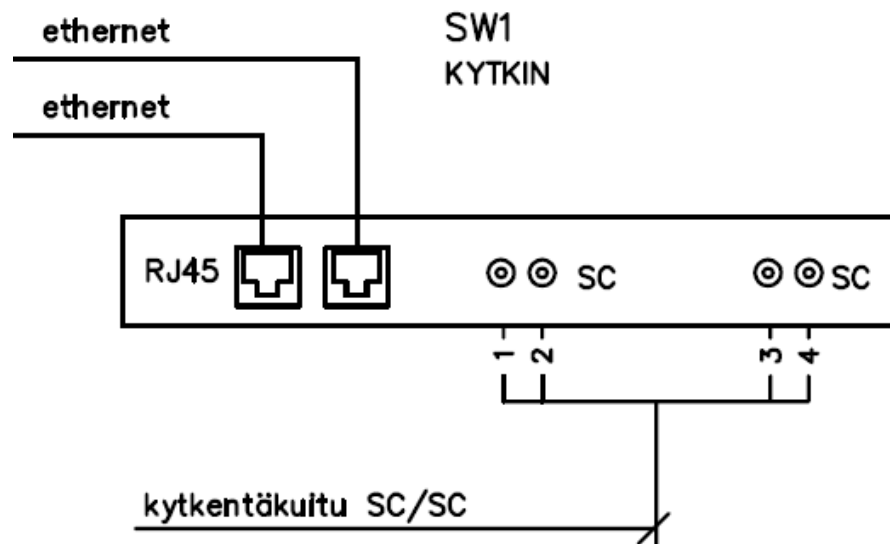 ethernet
SW1
KYTKIN
ethernet
RJ45
SC
SC
1
2
3
4
kytkentäkuitu SC/SC